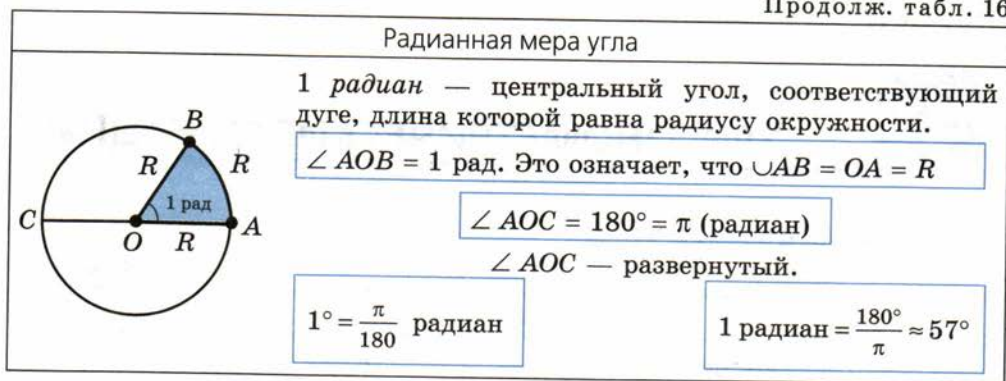 Продолж. табл. 16
Радианная мера угла
1 радиан — центральный угол, соответствующий
дуге, длина которой равна радиусу окружности.
∠ AOB = 1 рад. Это означает, что ∪AB = OA = R
∠ AOC = 180° = π (радиан)
∠ AOC — развернутый.
1° = π/180 радиан
1 радиан = 180°/π ≈ 57°
B
R
R
1 рад
C
O
R
A